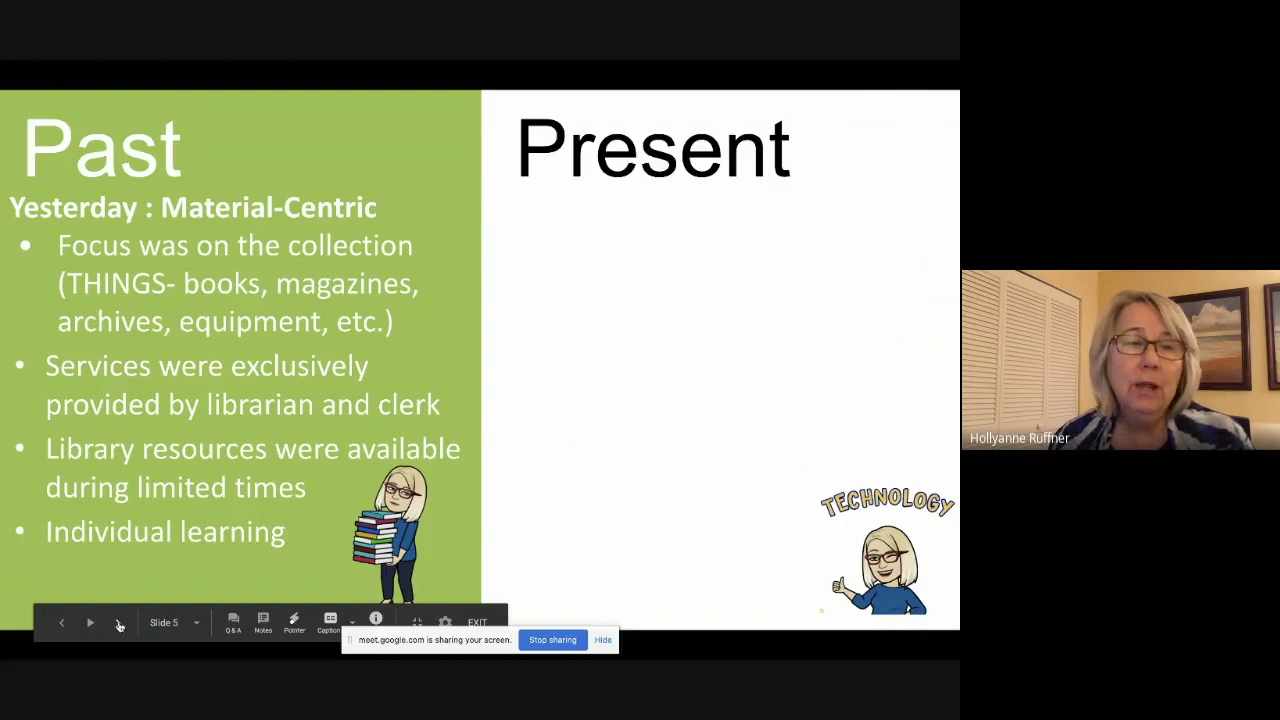 Past
Yesterday : Material-Centric
• Focus was on the collection
(THINGS- books, magazines,
archives, equipment, etc.)
• Services were exclusively
provided by librarian and clerk
• Library resources were available
during limited times
• Individual learning
Present
TECHNOLOGY
Hollyanne Ruffner
Slide 5
Q & A
Notes
Pointer
Caption
EXIT
meet.google.com is sharing your screen.
Stop sharing
Hide